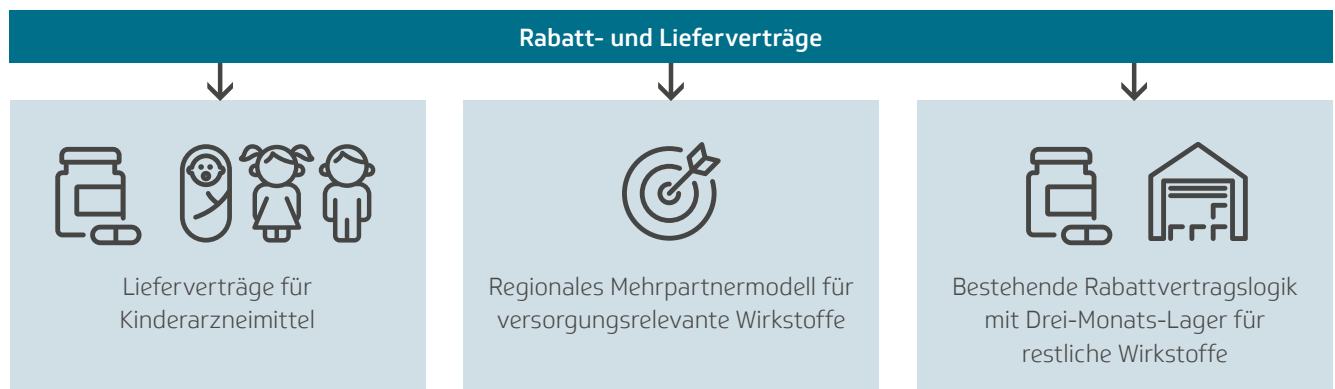 Rabatt- und Lieferverträge
Lieferverträge für
Kinderarzneimittel
Regionales Mehrpartnermodell für
versorgungsrelevante Wirkstoffe
Bestehende Rabattvertragslogik
mit Drei-Monats-Lager für
restliche Wirkstoffe